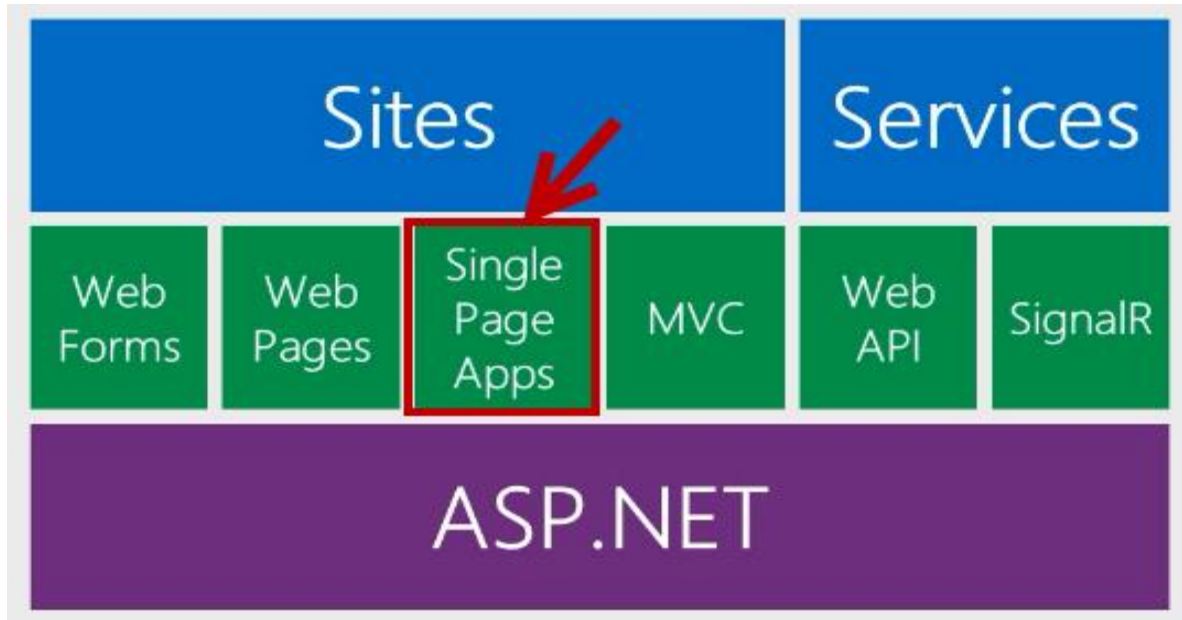 Sites
Services
Web
Forms
Web
Pages
Single
Page
Apps
MVC
Web
API
SignalR
ASP.NET